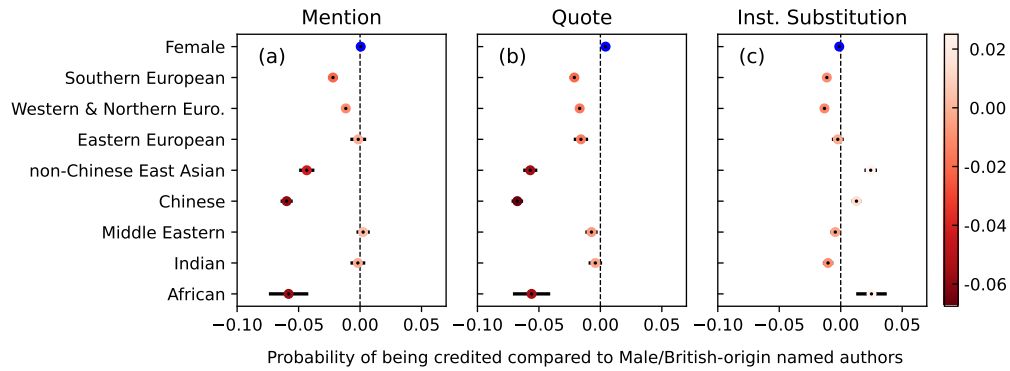 Mention Quote Inst. Substitution
(a) (b) (c)
Female
Southern European
Western & Northern Euro.
Eastern European
non-Chinese East Asian
Chinese
Middle Eastern
Indian
African
−0.10 −0.05 0.00 0.05 −0.10 −0.05 0.00 0.05 −0.10 −0.05 0.00 0.05
0.02
0.00
-0.02
-0.04
-0.06
Probability of being credited compared to Male/British-origin named authors